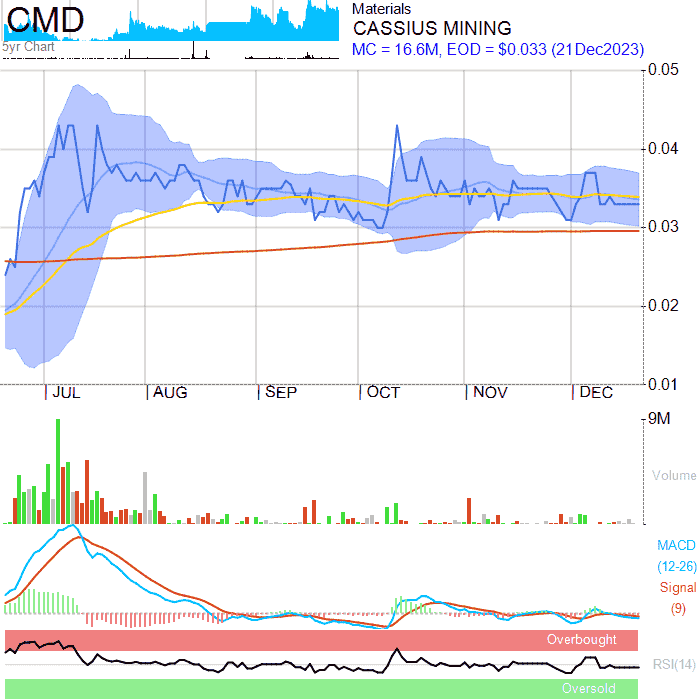 CMD
5yr Chart
Materials
CASSIUS MINING
MC = 16.6M, EOD = $0.033 (21Dec2023)
0.05
0.04
0.03
0.02
0.01
JUL AUG SEP OCT NOV DEC
9M
Volume
MACD
(12-26)
Signal
(9)
Overbought
RSI(14)
Oversold